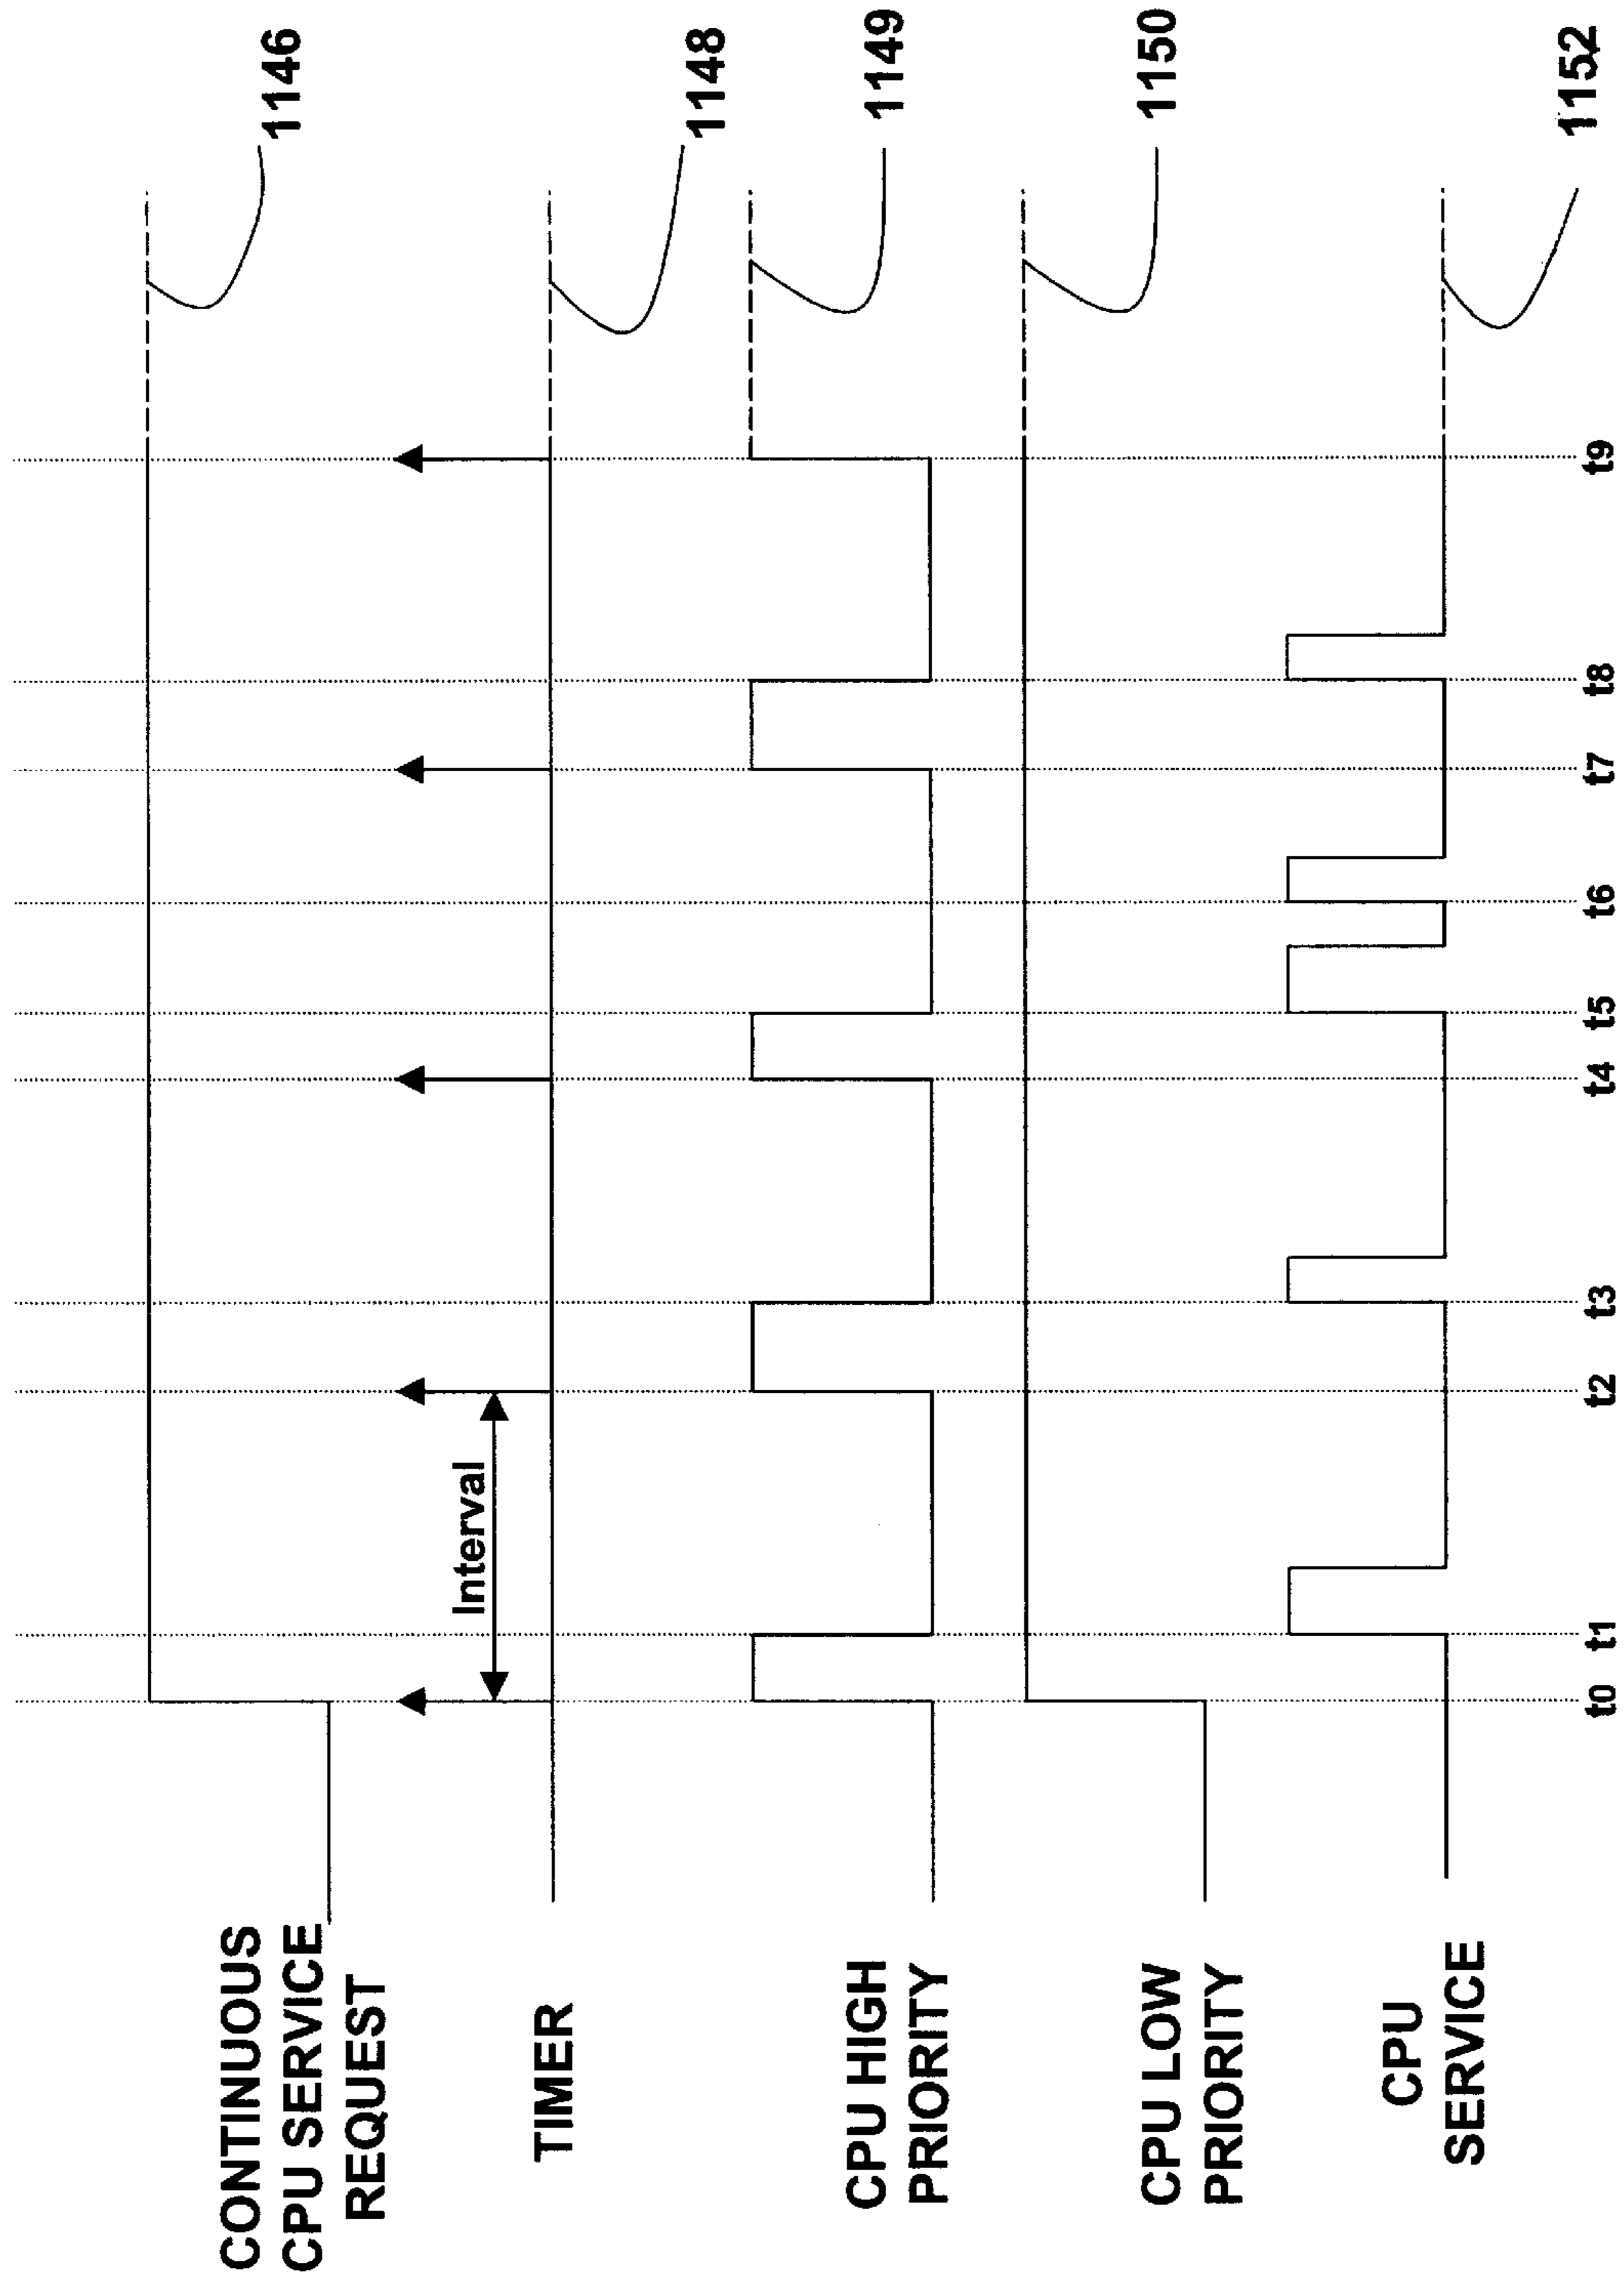 CONTINUOUS
CPU SERVICE
REQUEST
1146
Interval
TIMER
1148
CPU HIGH
PRIORITY
1149
CPU LOW
PRIORITY
1150
CPU
SERVICE
1152
t0 t1 t2 t3 t4 t5 t6 t7 t8 t9